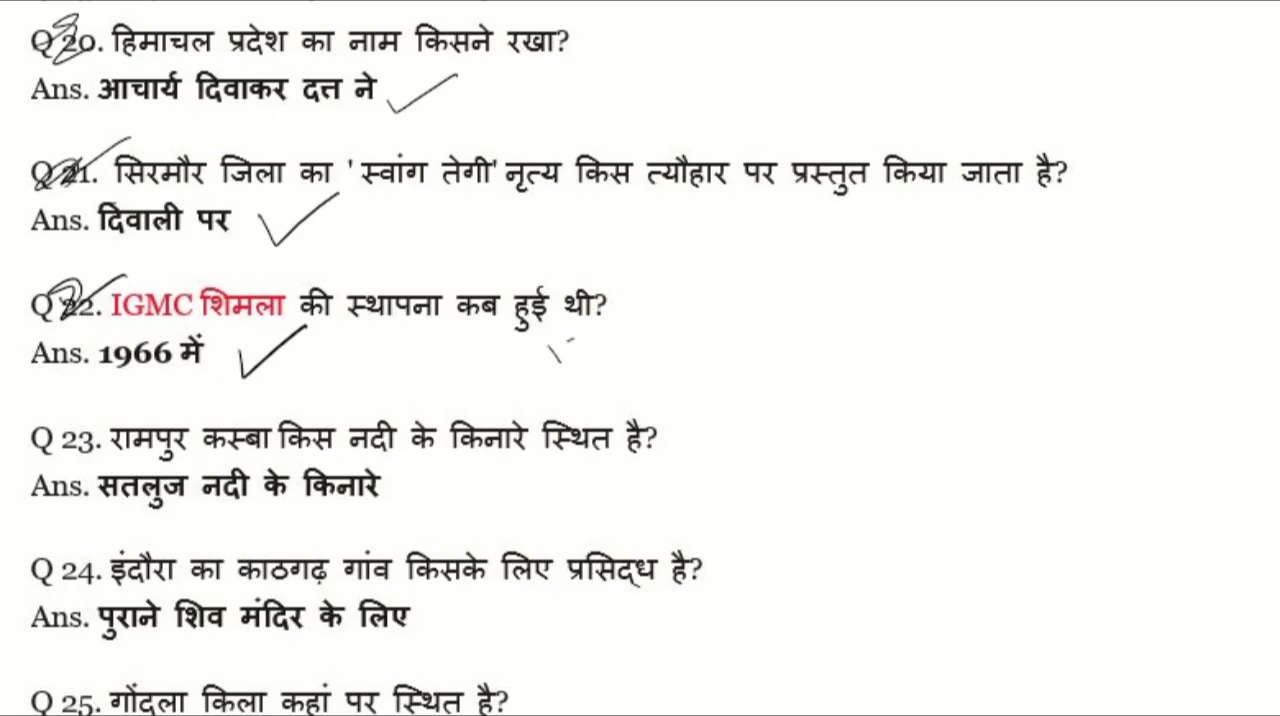 Q 20. हिमाचल प्रदेश का नाम किसने रखा?
Ans. आचार्य दिवाकर दत्त ने
Q 21. सिरमौर जिला का ' स्वांग तेगी' नृत्य किस त्यौहार पर प्रस्तुत किया जाता है?
Ans. दिवाली पर
Q 22. IGMC शिमला की स्थापना कब हुई थी?
Ans. 1966 में
Q 23. रामपुर कस्बा किस नदी के किनारे स्थित है?
Ans. सतलुज नदी के किनारे
Q 24. इंदौरा का काठगढ़ गांव किसके लिए प्रसिद्ध है?
Ans. पुराने शिव मंदिर के लिए
Q 25. गोंदला किला कहां पर स्थित है?